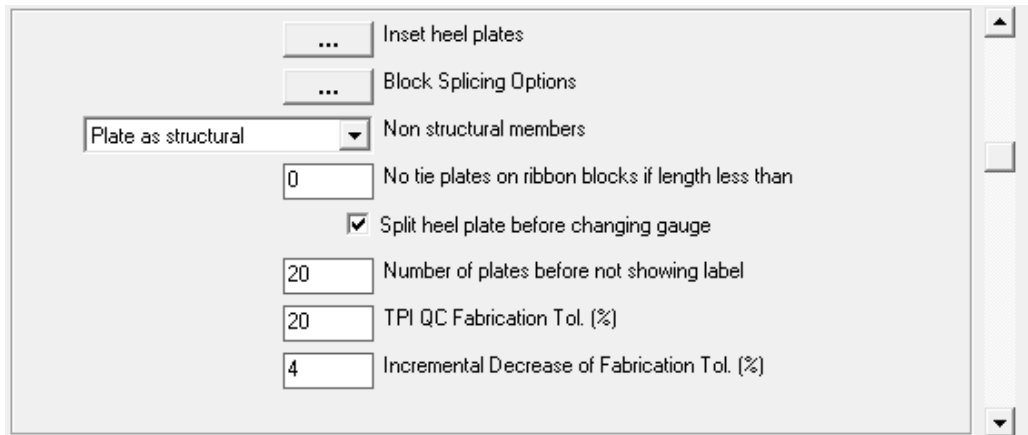 ... Inset heel plates
... Block Splicing Options
Plate as structural Non structural members
0 No tie plates on ribbon blocks if length less than
Split heel plate before changing gauge
20 Number of plates before not showing label
20 TPI QC Fabrication Tol. (%)
4 Incremental Decrease of Fabrication Tol. (%)